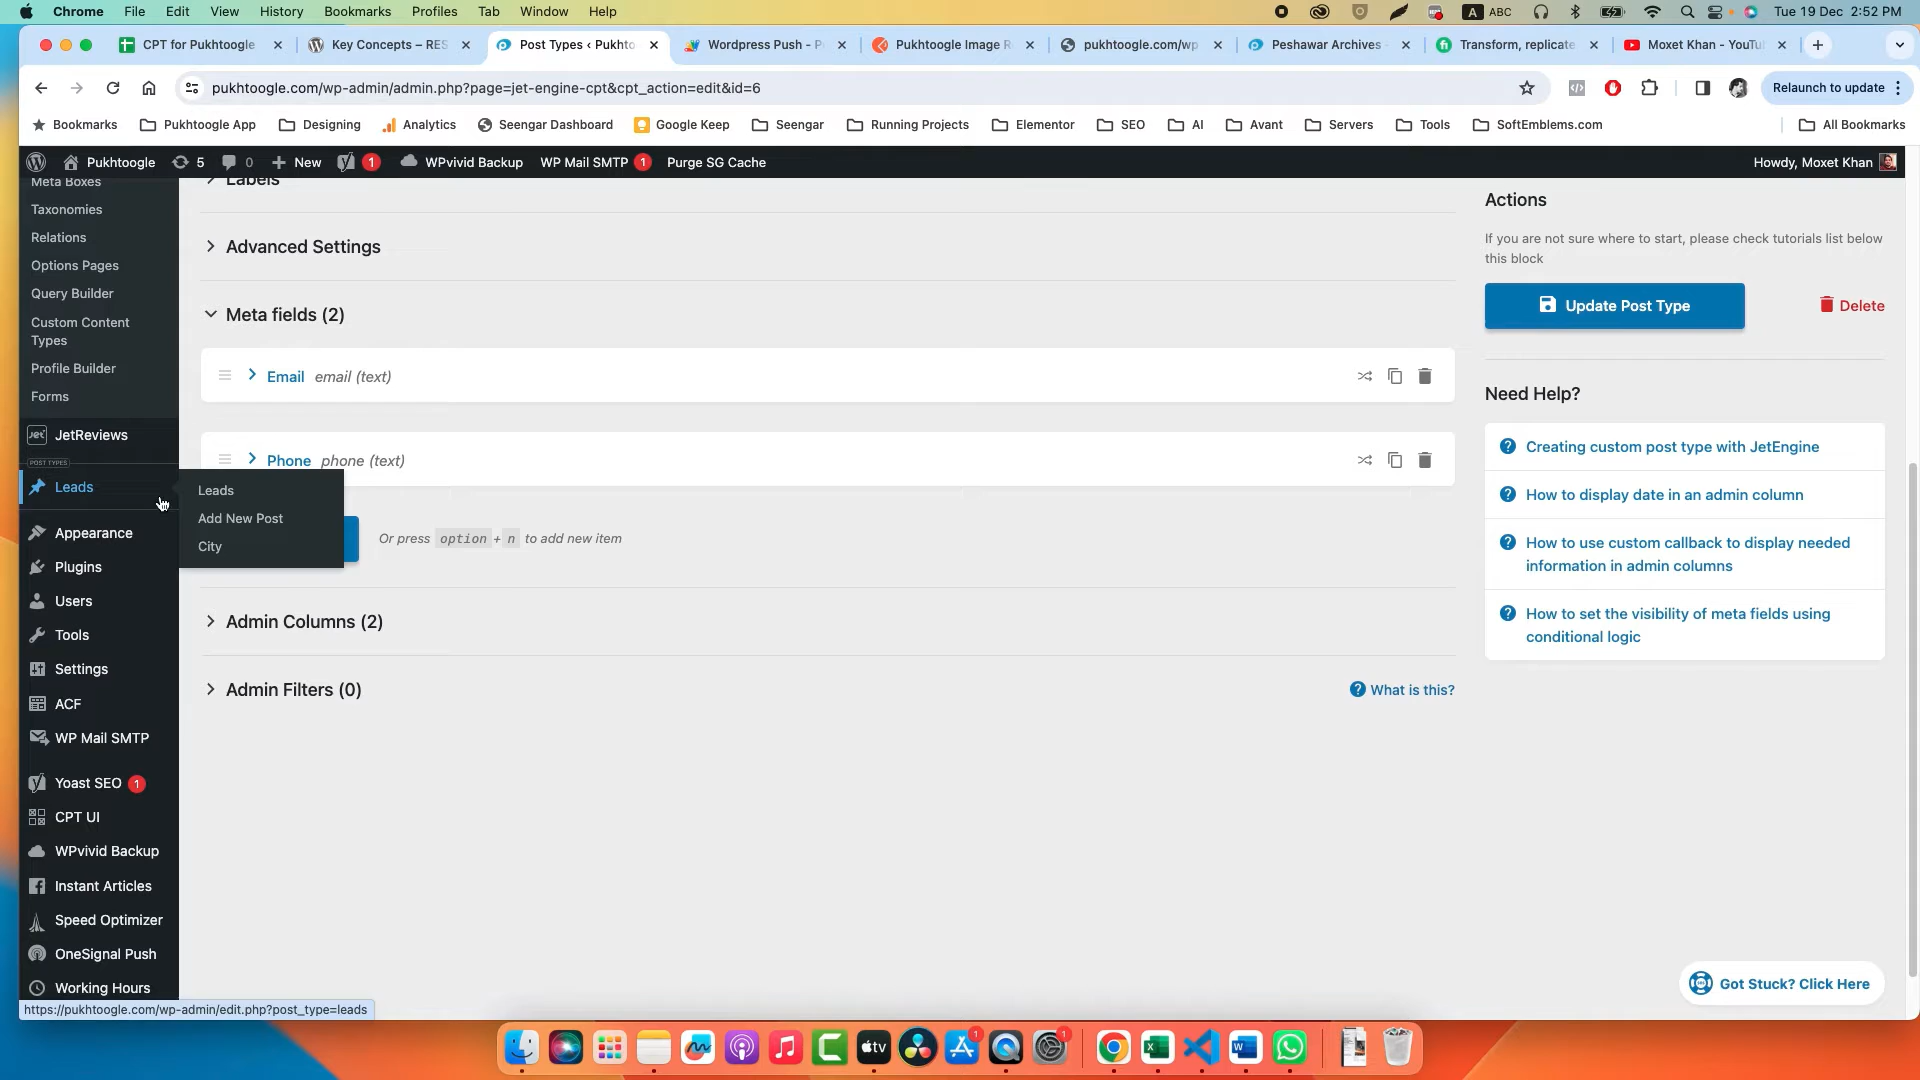 Chrome File Edit View History Bookmarks Profiles Tab Window Help A ABC Tue 19 Dec 2:52 PM
CPT for Pukhtoogle Key Concepts – RES Post Types ‹ Pukhto Wordpress Push - P Pukhtoogle Image R pukhtoogle.com/wp Peshawar Archives Transform, replicate Moxet Khan - YouTu
pukhtoogle.com/wp-admin/admin.php?page=jet-engine-cpt&cpt_action=edit&id=6 Relaunch to update
Bookmarks Pukhtoogle App Designing Analytics Seengar Dashboard Google Keep Seengar Running Projects Elementor SEO AI Avant Servers Tools SoftEmblems.com All Bookmarks
Pukhtoogle 5 0 New 1 WPvivid Backup WP Mail SMTP 1 Purge SG Cache Howdy, Moxet Khan
Meta Boxes
Taxonomies
Relations
Options Pages
Query Builder
Custom Content
Types
Profile Builder
Forms
JetReviews
POST TYPES
Leads
Appearance
Plugins
Users
Tools
Settings
ACF
WP Mail SMTP
Yoast SEO 1
CPT UI
WPvivid Backup
Instant Articles
Speed Optimizer
OneSignal Push
Working Hours
Leads
Add New Post
City
Labels
Advanced Settings
Meta fields (2)
Email email (text)
Phone phone (text)
Or press option + n to add new item
Admin Columns (2)
Admin Filters (0) What is this?
Actions
If you are not sure where to start, please check tutorials list below
this block
Update Post Type Delete
Need Help?
Creating custom post type with JetEngine
How to display date in an admin column
How to use custom callback to display needed
information in admin columns
How to set the visibility of meta fields using
conditional logic
Got Stuck? Click Here
https://pukhtoogle.com/wp-admin/edit.php?post_type=leads
tv 1 1